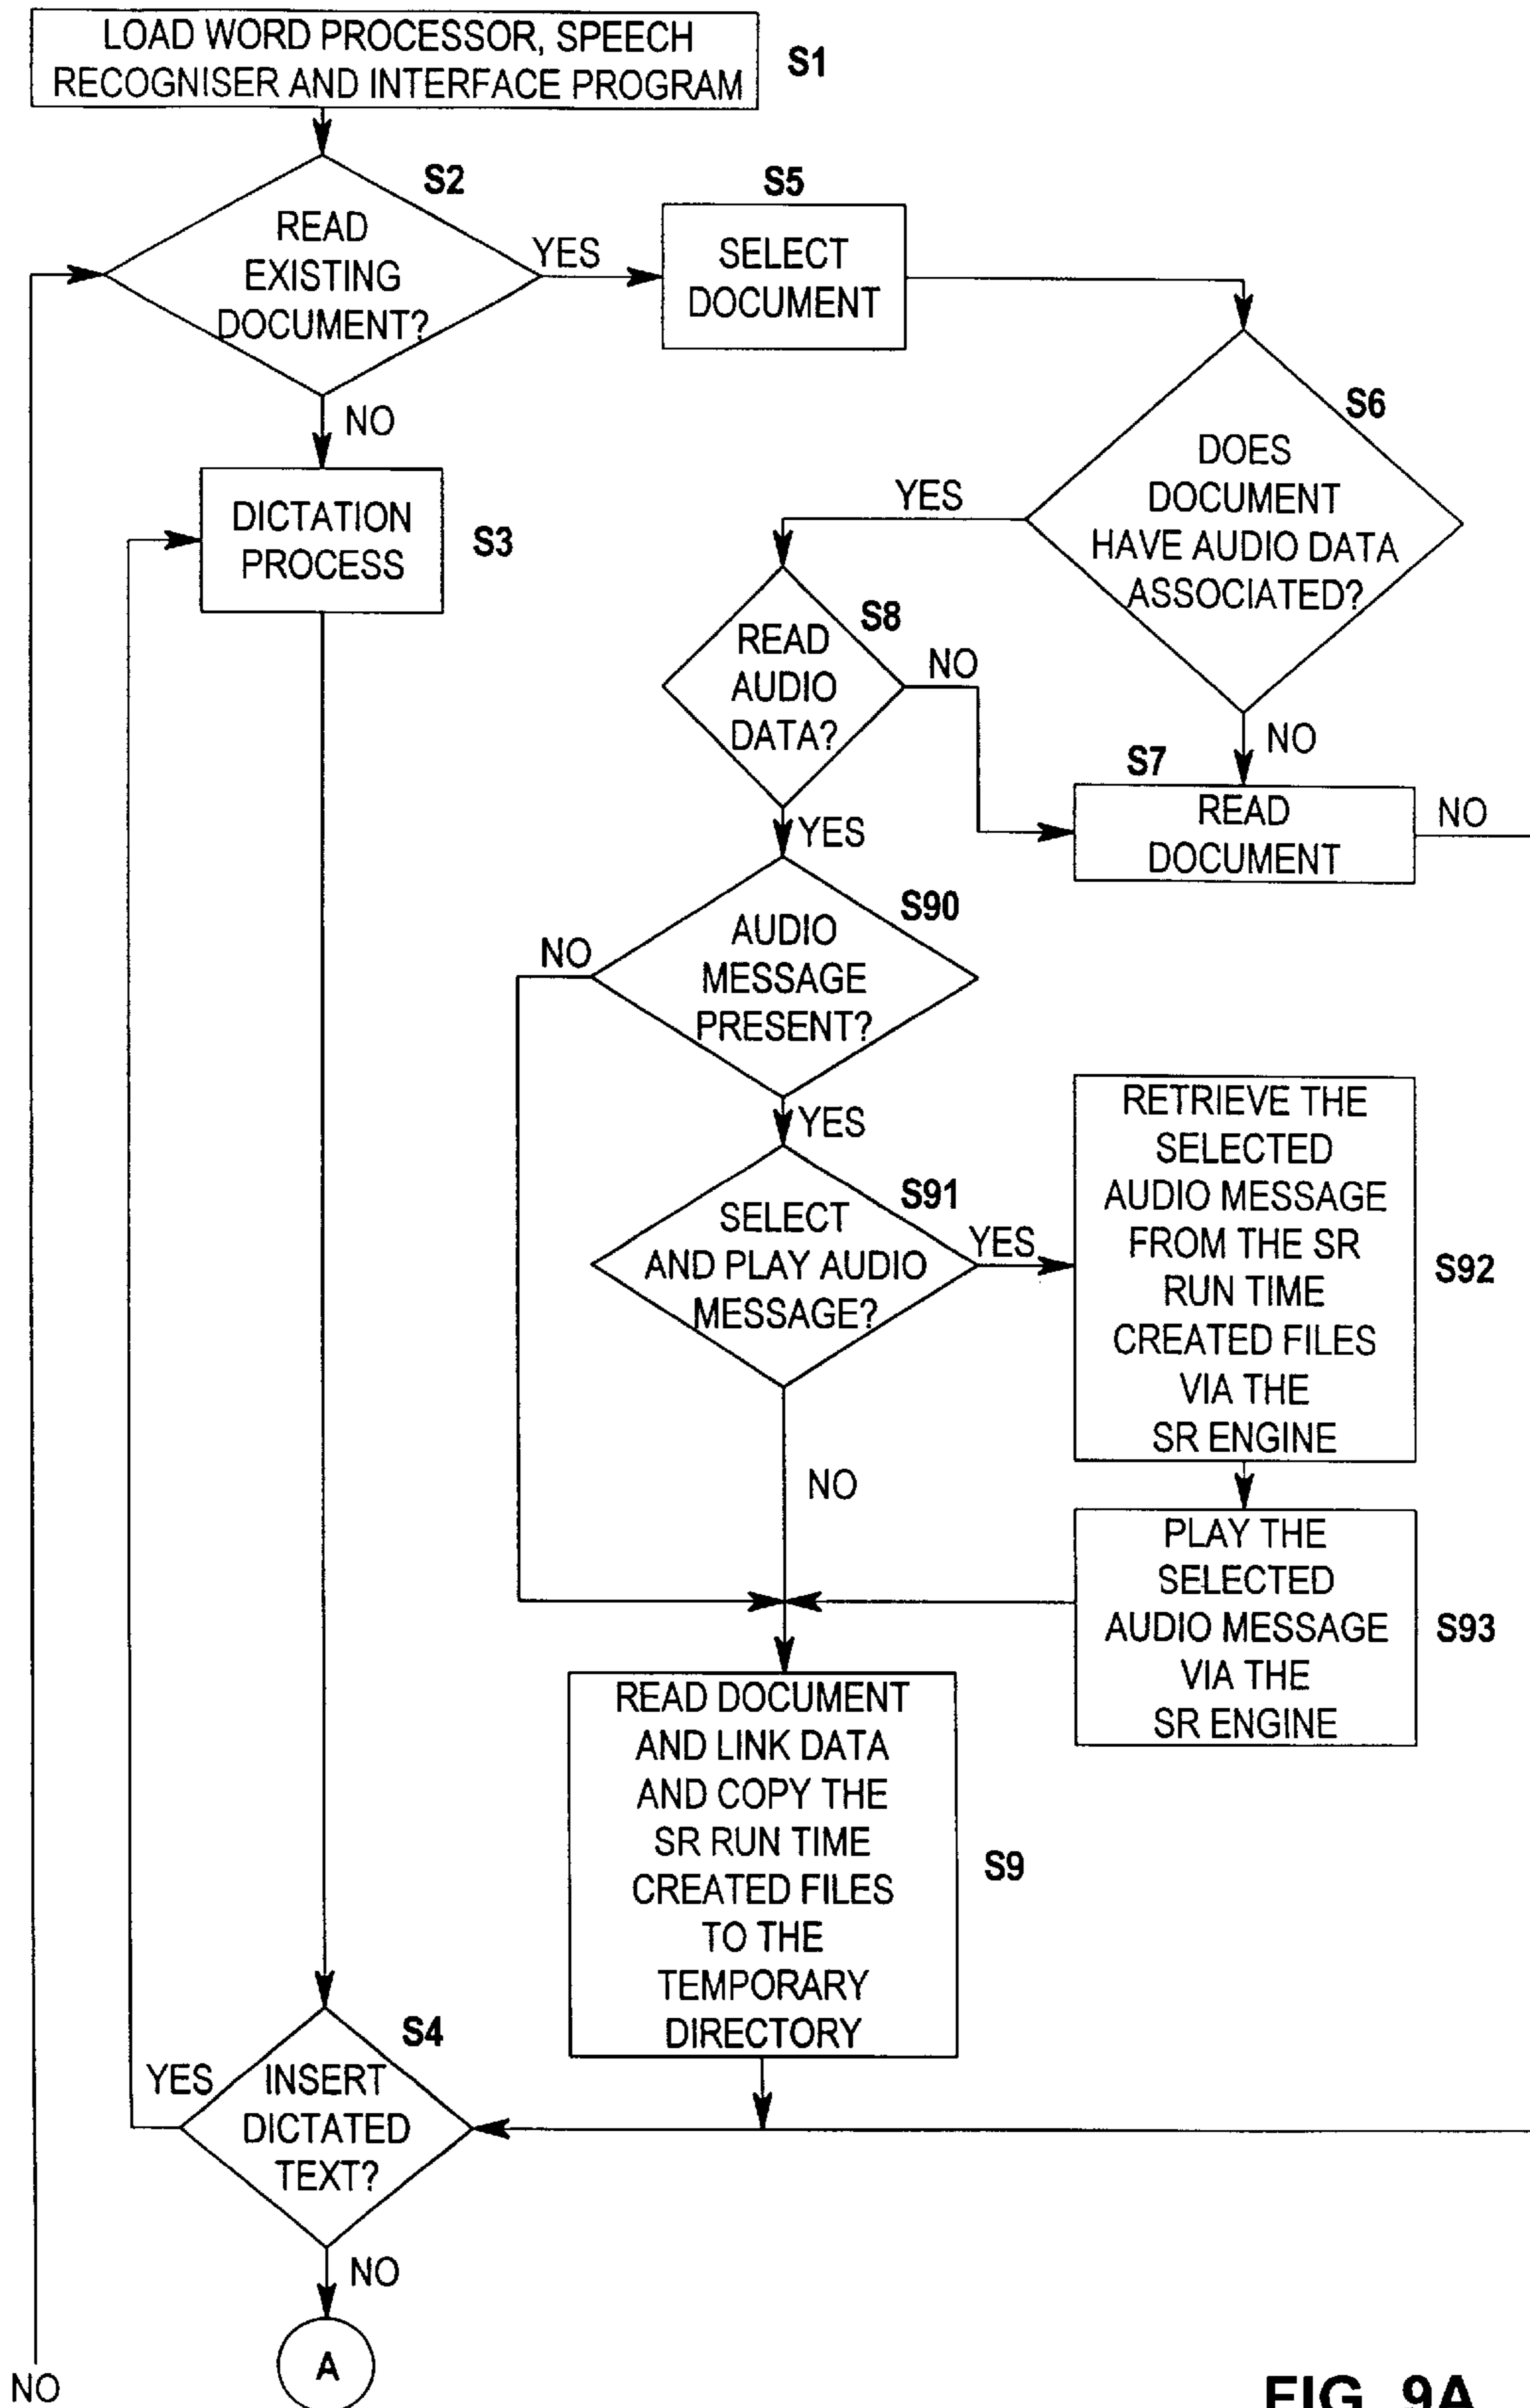 LOAD WORD PROCESSOR, SPEECH
RECOGNISER AND INTERFACE PROGRAM
S1
S2
READ
EXISTING
DOCUMENT?
YES
NO
S5
SELECT
DOCUMENT
S6
DOES
DOCUMENT
HAVE AUDIO DATA
ASSOCIATED?
YES
NO
DICTATION
PROCESS
S3
S8
READ
AUDIO
DATA?
NO
YES
S7
READ
DOCUMENT
NO
S90
AUDIO
MESSAGE
PRESENT?
NO
YES
S91
SELECT
AND PLAY AUDIO
MESSAGE?
YES
NO
RETRIEVE THE
SELECTED
AUDIO MESSAGE
FROM THE SR
RUN TIME
CREATED FILES
VIA THE
SR ENGINE
S92
PLAY THE
SELECTED
AUDIO MESSAGE
VIA THE
SR ENGINE
S93
READ DOCUMENT
AND LINK DATA
AND COPY THE
SR RUN TIME
CREATED FILES
TO THE
TEMPORARY
DIRECTORY
S9
S4
INSERT
DICTATED
TEXT?
YES
NO
A
NO
FIG. 9A